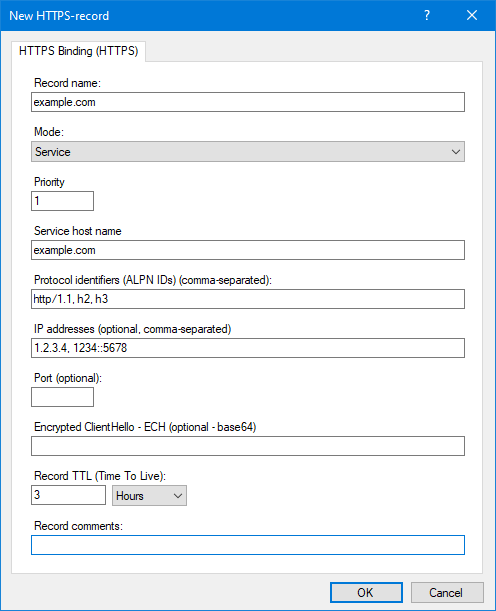 New HTTPS-record
?
HTTPS Binding (HTTPS)
Record name:
example.com
Mode:
Service
Priority
1
Service host name
example.com
Protocol identifiers (ALPN IDs) (comma-separated):
http/1.1, h2, h3
IP addresses (optional, comma-separated)
1.2.3.4, 1234::5678
Port (optional):
Encrypted ClientHello - ECH (optional - base64)
Record TTL (Time To Live):
3 Hours
Record comments:
OK Cancel